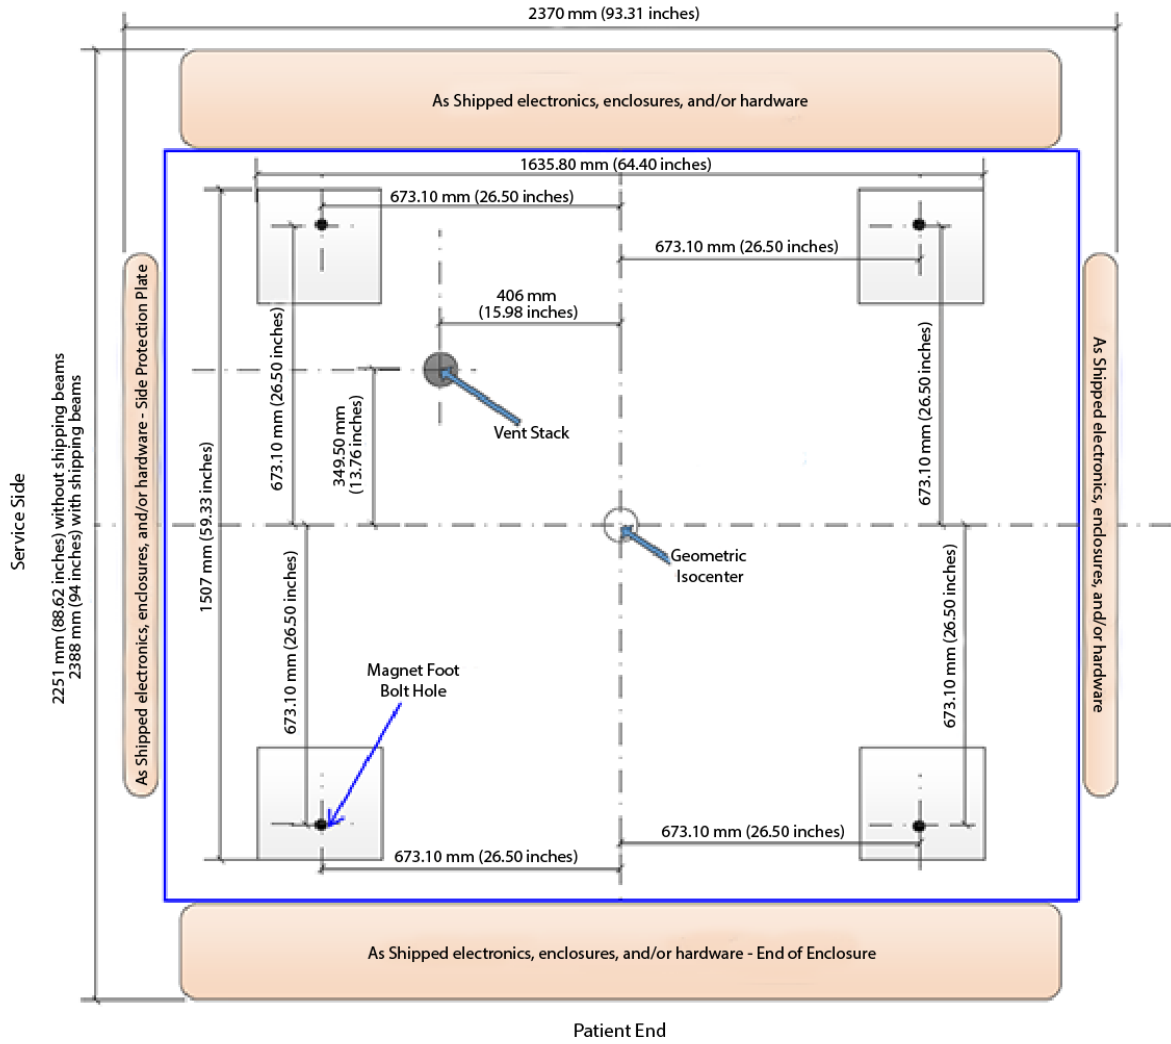 2370 mm (93.31 inches)
As Shipped electronics, enclosures, and/or hardware
1635.80 mm (64.40 inches)
673.10 mm (26.50 inches)
673.10 mm (26.50 inches)
406 mm
(15.98 inches)
Vent Stack
349.50 mm
(13.76 inches)
673.10 mm (26.50 inches)
673.10 mm (26.50 inches)
Service Side
2251 mm (88.62 inches) without shipping beams
2388 mm (94 inches) with shipping beams
As Shipped electronics, enclosures, and/or hardware - Side Protection Plate
1507 mm (59.33 inches)
As Shipped electronics, enclosures, and/or hardware
Geometric
Isocenter
673.10 mm (26.50 inches)
673.10 mm (26.50 inches)
Magnet Foot
Bolt Hole
673.10 mm (26.50 inches)
673.10 mm (26.50 inches)
As Shipped electronics, enclosures, and/or hardware - End of Enclosure
Patient End